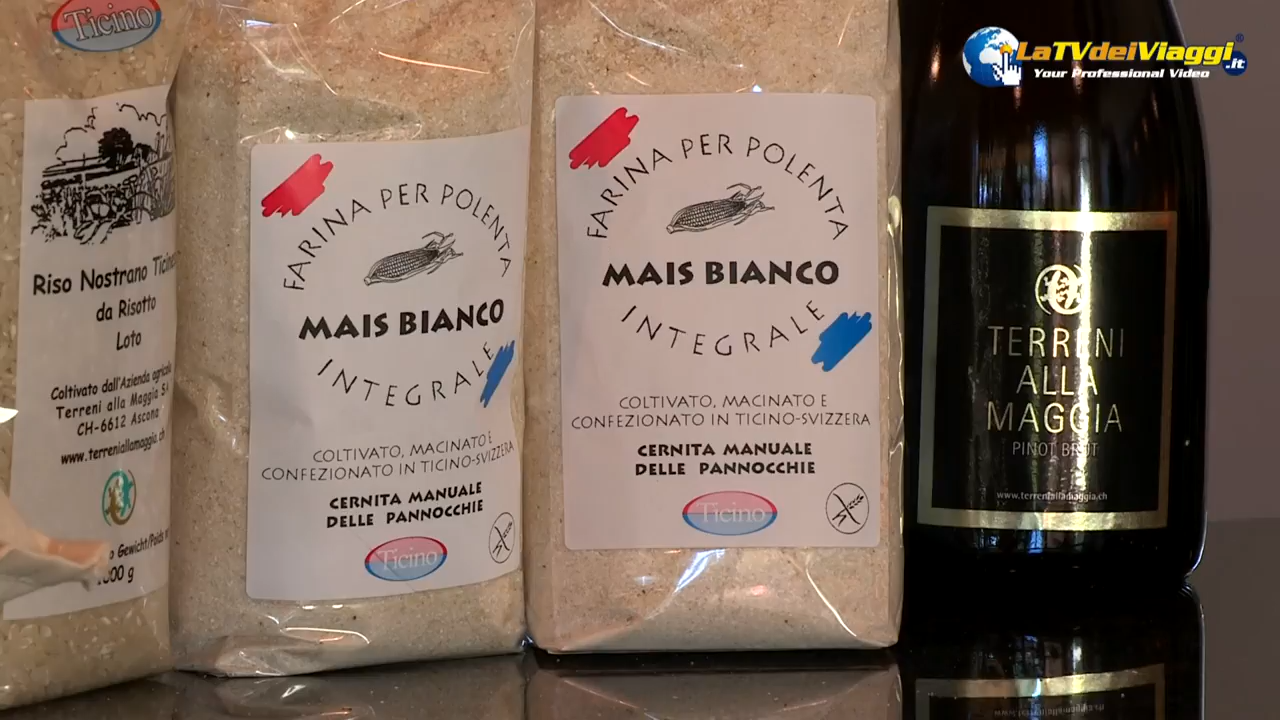 Ticino
Riso Nostrano
da Risotto
Loto
Coltivato dall'Azienda
Terreni alla Maggia
CH-6612 Ascona
www.terreniallamaggia.ch
Gewicht/Poids
g
FARINA PER POLENTA
MAIS BIANCO
INTEGRALE
COLTIVATO, MACINATO E
CONFEZIONATO IN TICINO-SVIZZERA
CERNITA MANUALE
DELLE PANNOCCHIE
Ticino
FARINA PER POLENTA
MAIS BIANCO
INTEGRALE
COLTIVATO, MACINATO E
CONFEZIONATO IN TICINO-SVIZZERA
CERNITA MANUALE
DELLE PANNOCCHIE
Ticino
LaTVdeiViaggi®.it
Your Professional Video
TERRENI
ALLA
MAGGIA
PINOT BRUT
www.terreniallamaggia.ch